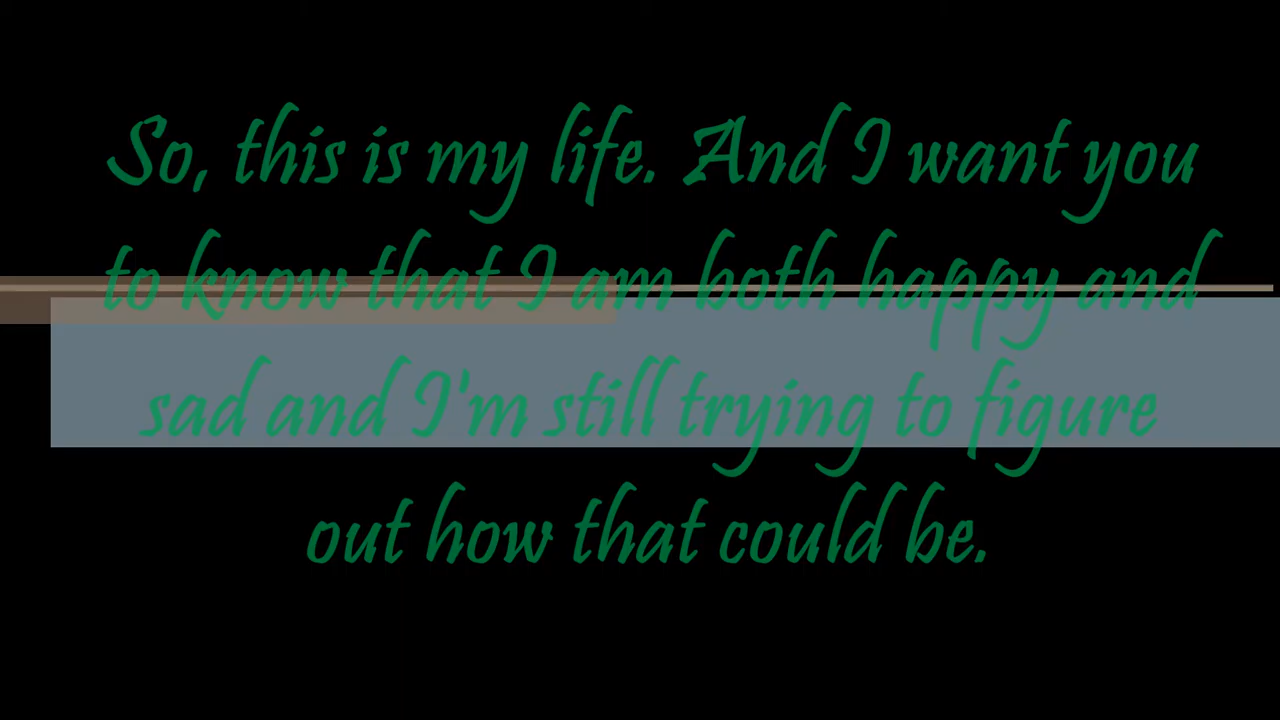 So, this is my life. And I want you
to know that I am both happy and
sad and I'm still trying to figure
out how that could be.